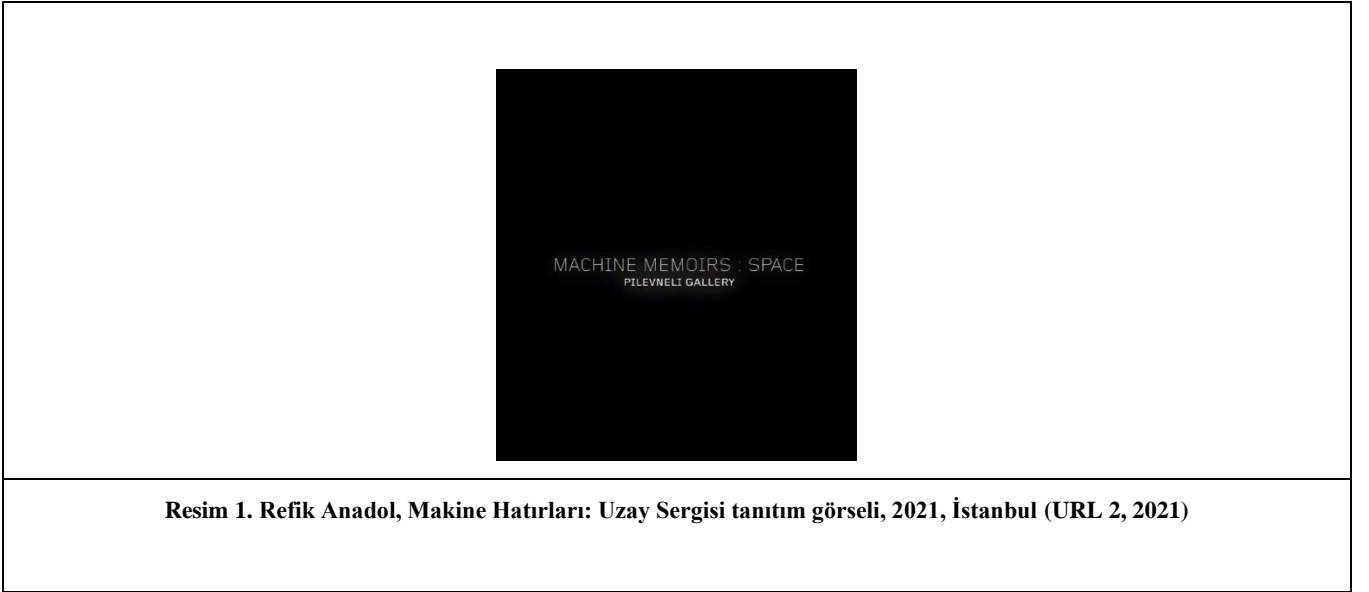 MACHINE MEMOIRS : SPACE
PILEVNELI GALLERY
Resim 1. Refik Anadol, Makine Hatırları: Uzay Sergisi tanıtım görseli, 2021, İstanbul (URL 2, 2021)